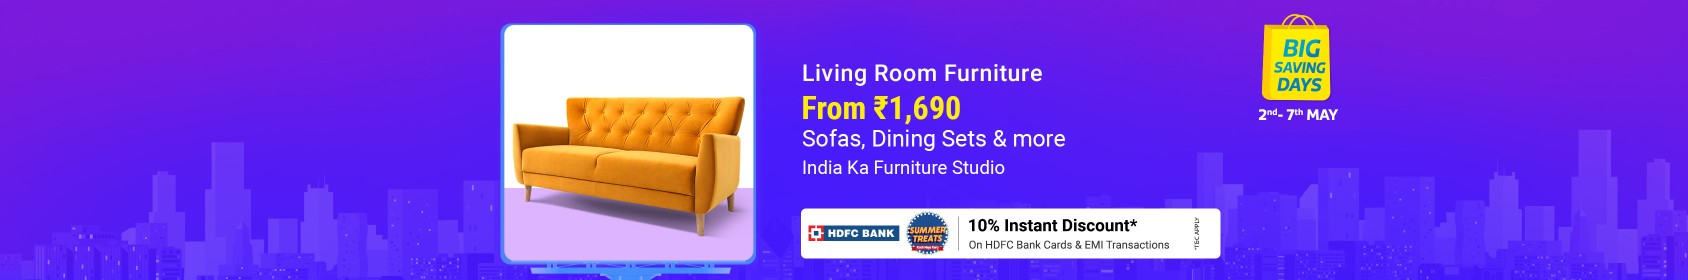 Living Room Furniture
From ₹1,690
Sofas, Dining Sets & more
India Ka Furniture Studio
HDFC BANK
SUMMER
TREATS
10% Instant Discount*
On HDFC Bank Cards & EMI Transactions
*T&C APPLY
BIG
SAVING
DAYS
2nd- 7th MAY